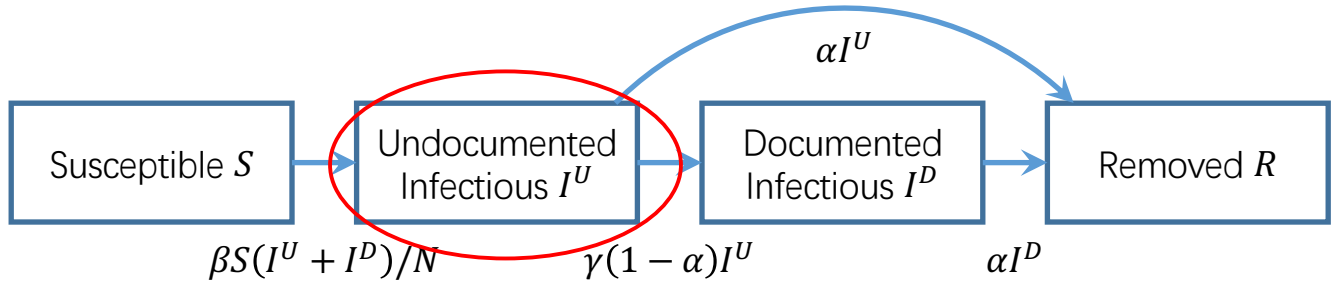 αI^U
Susceptible S
Undocumented
Infectious I^U
Documented
Infectious I^D
Removed R
βS(I^U + I^D)/N
γ(1 − α)I^U
αI^D